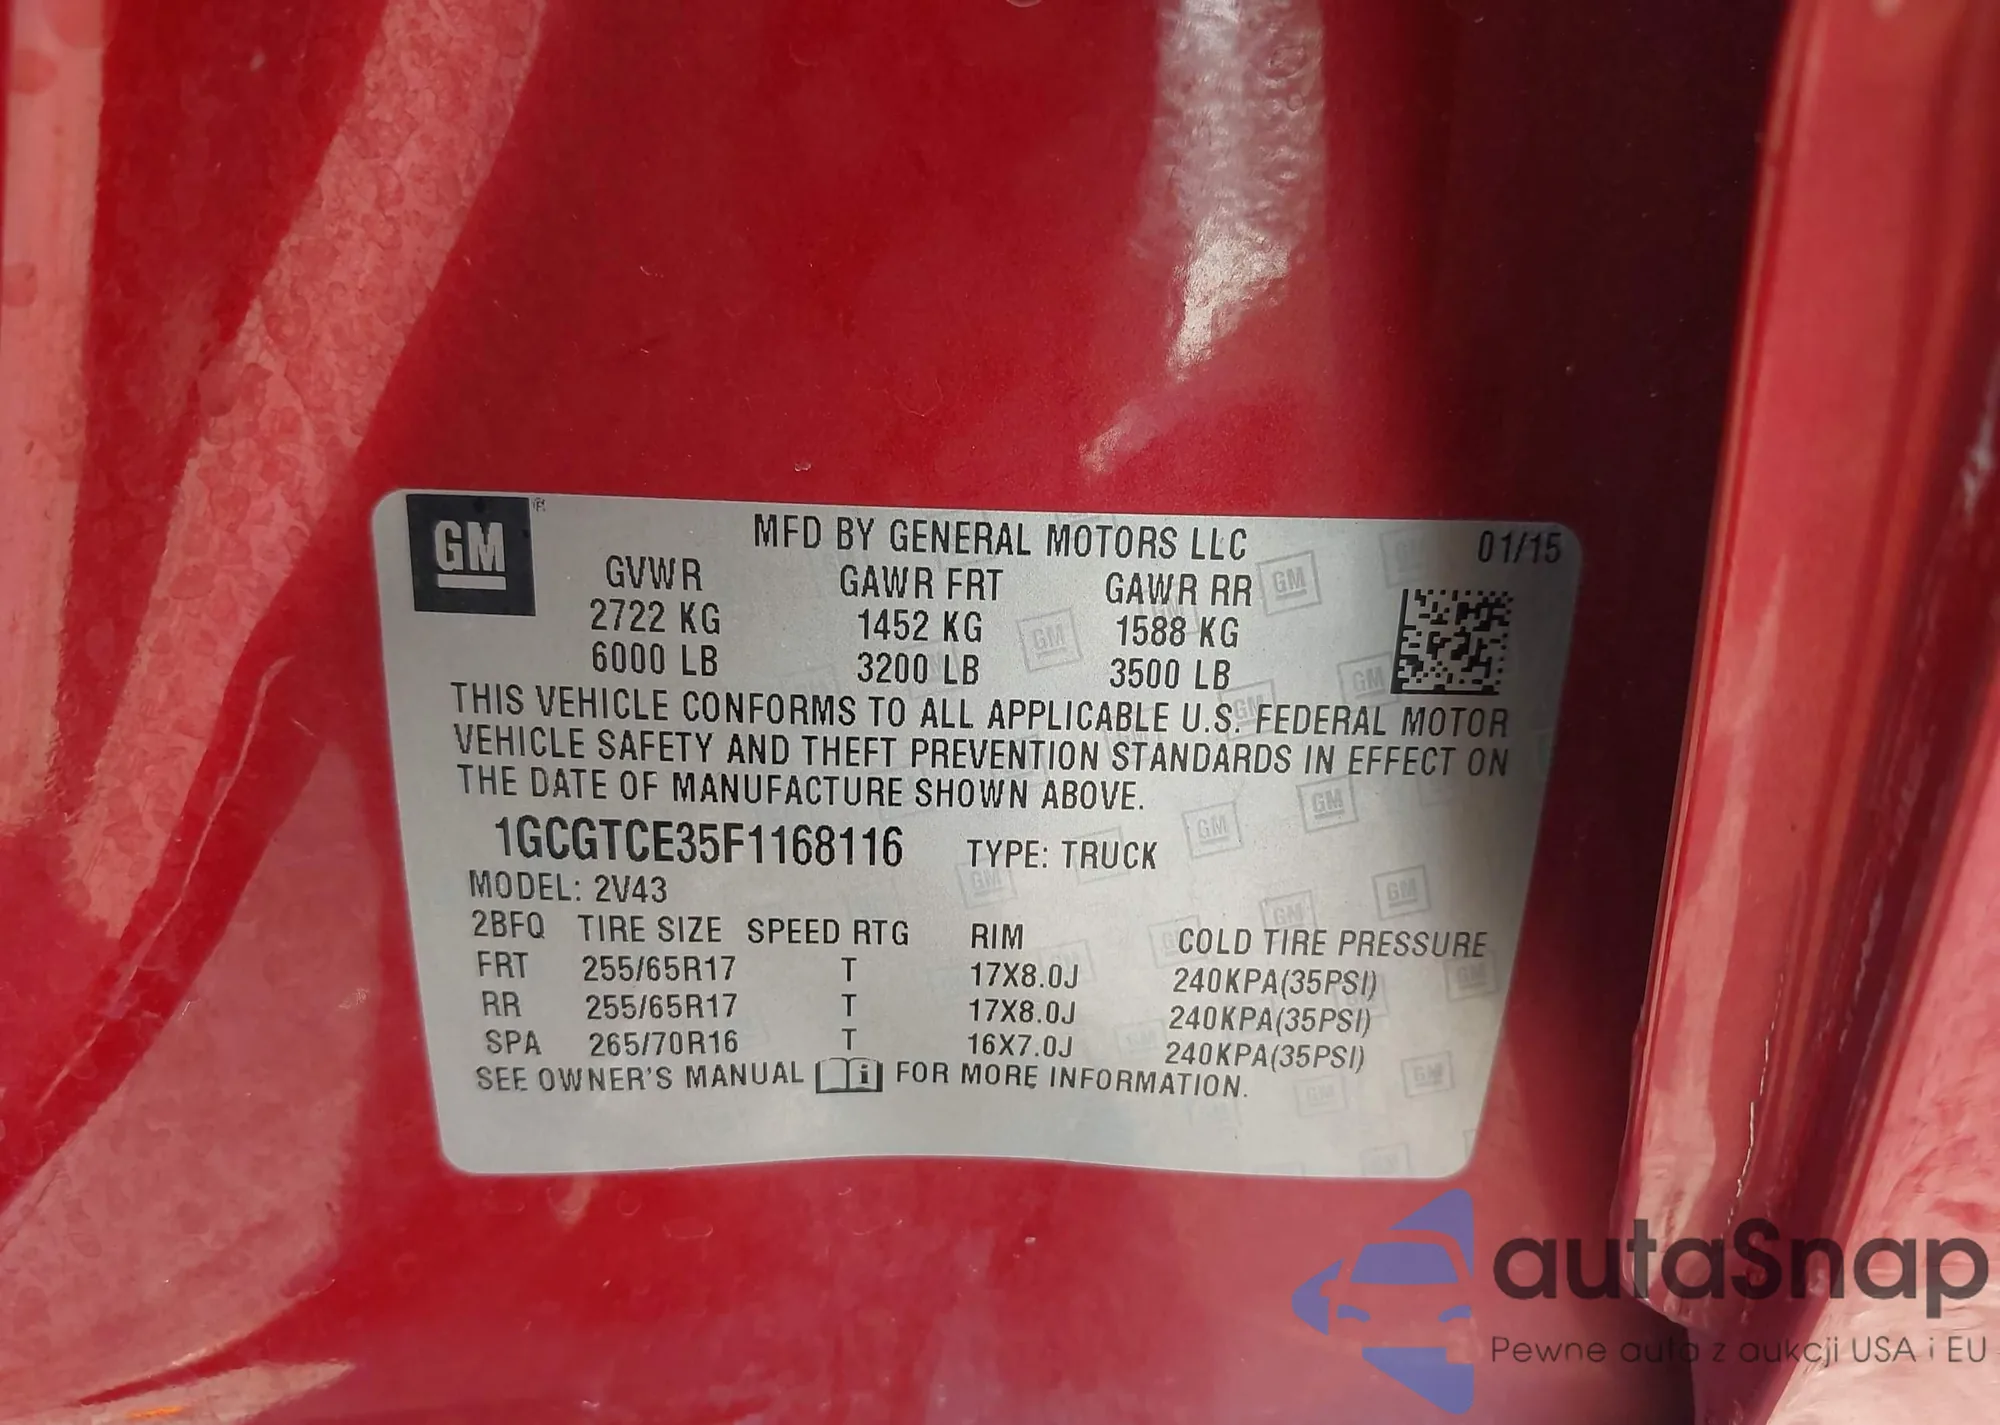 GM
MFD BY GENERAL MOTORS LLC 01/15
GVWR GAWR FRT GAWR RR
2722 KG 1452 KG 1588 KG
6000 LB 3200 LB 3500 LB
THIS VEHICLE CONFORMS TO ALL APPLICABLE U.S. FEDERAL MOTOR
VEHICLE SAFETY AND THEFT PREVENTION STANDARDS IN EFFECT ON
THE DATE OF MANUFACTURE SHOWN ABOVE.
1GCGTCE35F1168116 TYPE: TRUCK
MODEL: 2V43
2BFQ TIRE SIZE SPEED RTG RIM COLD TIRE PRESSURE
FRT 255/65R17 T 17X8.0J 240KPA(35PSI)
RR 255/65R17 T 17X8.0J 240KPA(35PSI)
SPA 265/70R16 T 16X7.0J 240KPA(35PSI)
SEE OWNER'S MANUAL i FOR MORE INFORMATION.
autaSnap
Pewne auta z aukcji USA i EU